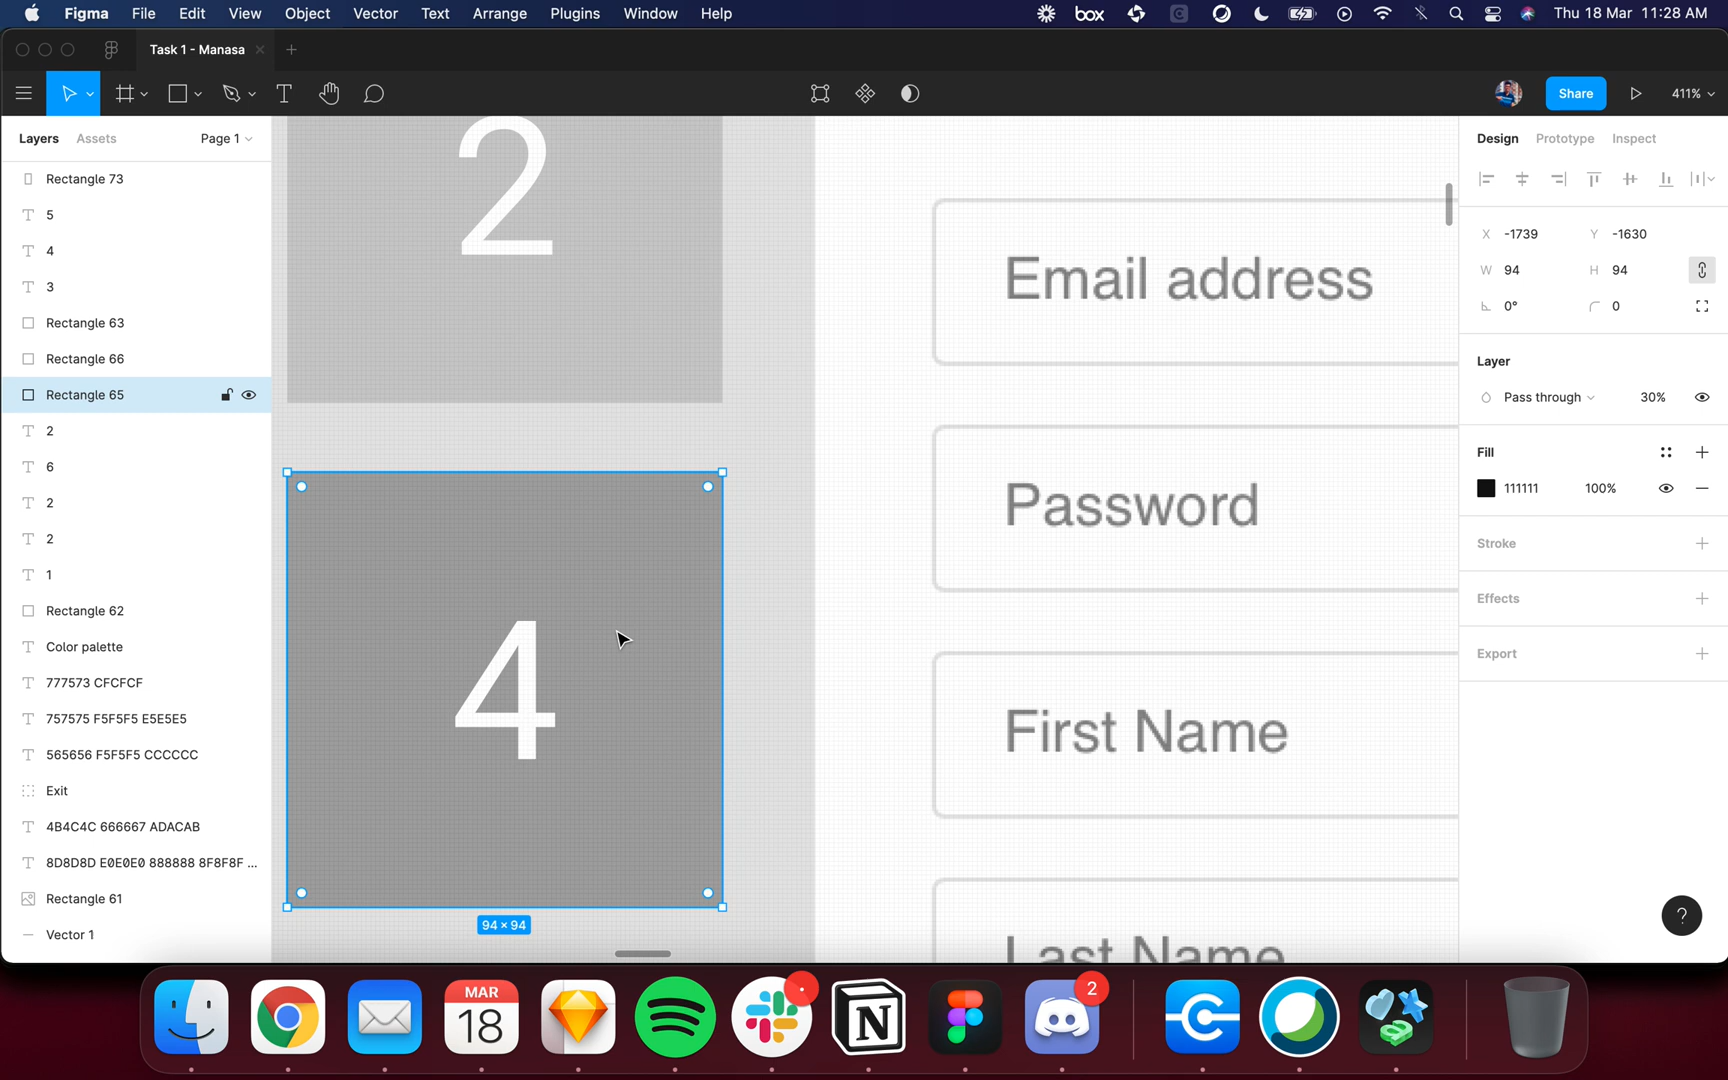 Figma File Edit View Object Vector Text Arrange Plugins Window Help box Thu 18 Mar 11:28 AM
Task 1 - Manasa
Share 411%
Layers Assets Page 1
Rectangle 73
5
4
3
Rectangle 63
Rectangle 66
Rectangle 65
2
6
2
2
1
Rectangle 62
Color palette
777573 CFCFCF
757575 F5F5F5 E5E5E5
565656 F5F5F5 CCCCCC
Exit
4B4C4C 666667 ADACAB
8D8D8D E0E0E0 888888 8F8F8F ...
Rectangle 61
Vector 1
2
4
94 × 94
Email address
Password
First Name
Last Name
Design Prototype Inspect
X -1739 Y -1630
W 94 H 94
0° 0
Layer
Pass through 30%
Fill
111111 100%
Stroke
Effects
Export
?
MAR
18
2